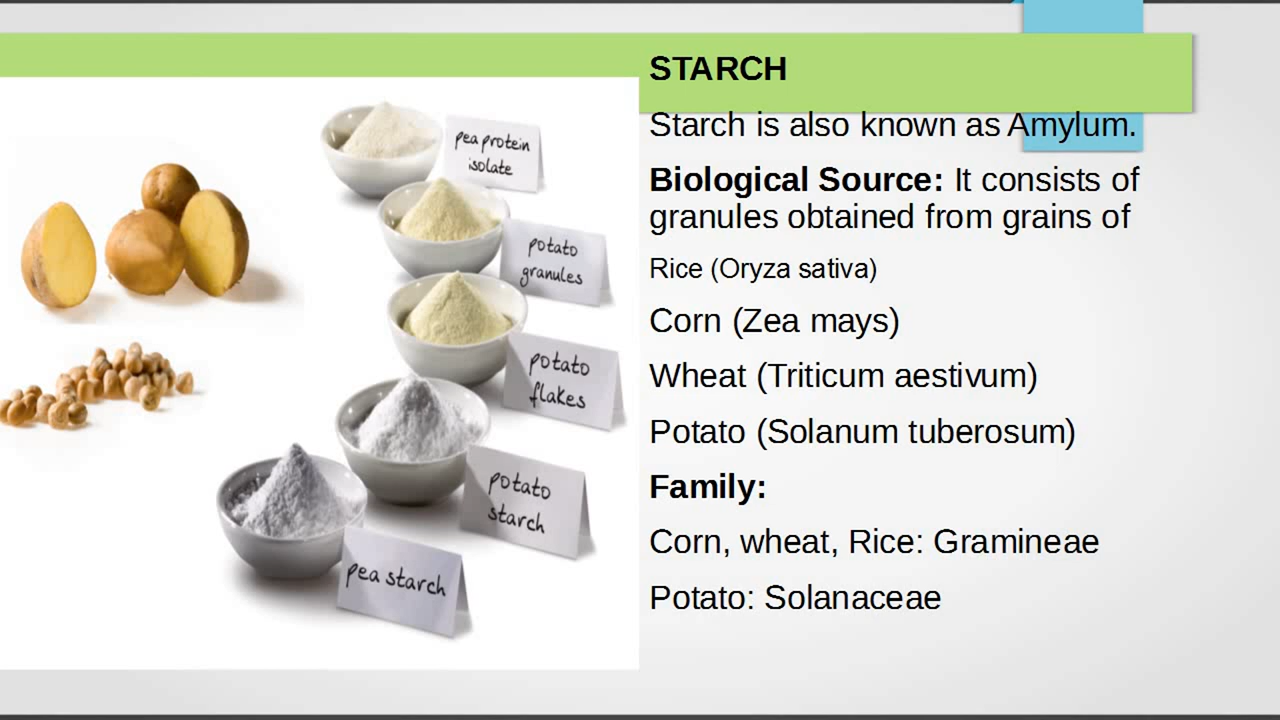 STARCH
Starch is also known as Amylum.
Biological Source: It consists of
granules obtained from grains of
Rice (Oryza sativa)
Corn (Zea mays)
Wheat (Triticum aestivum)
Potato (Solanum tuberosum)
Family:
Corn, wheat, Rice: Gramineae
Potato: Solanaceae
pea protein
isolate
potato
granules
potato
flakes
potato
starch
pea starch